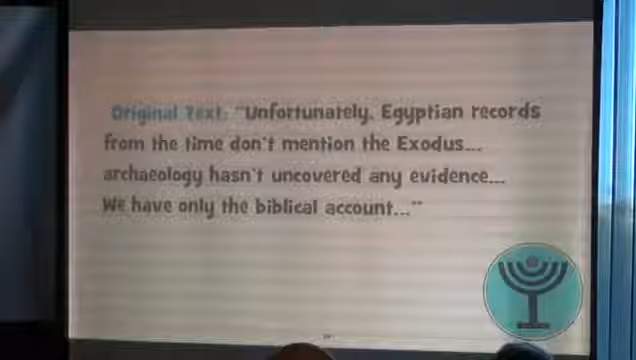 Original Text: "Unfortunately, Egyptian records
from the time don't mention the Exodus...
archaeology hasn't uncovered any evidence...
We have only the biblical account..."